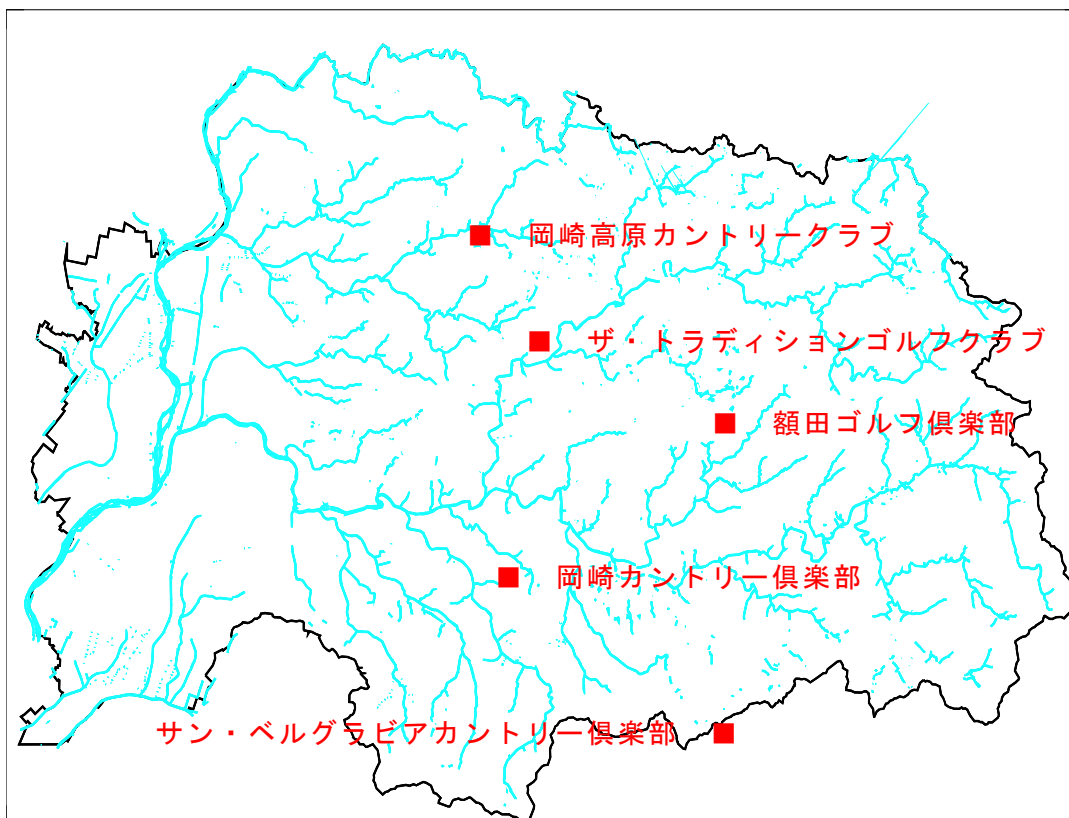 岡崎高原カントリークラブ
ザ・トラディションゴルフクラブ
額田ゴルフ倶楽部
岡崎カントリー倶楽部
サン・ベルグラビアカントリー倶楽部